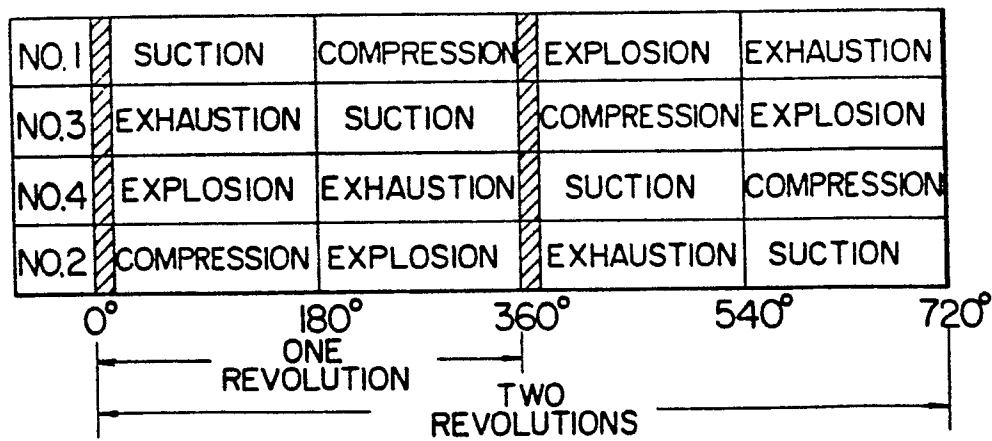 NO.1 SUCTION COMPRESSION EXPLOSION EXHAUSTION
NO.3 EXHAUSTION SUCTION COMPRESSION EXPLOSION
NO.4 EXPLOSION EXHAUSTION SUCTION COMPRESSION
NO.2 COMPRESSION EXPLOSION EXHAUSTION SUCTION
0° 180° 360° 540° 720°
ONE
REVOLUTION
TWO
REVOLUTIONS